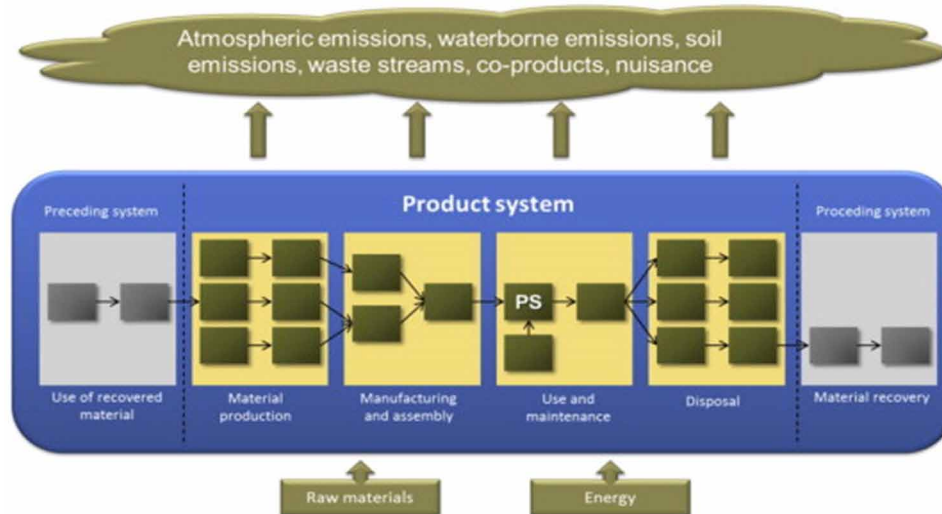 Atmospheric emissions, waterborne emissions, soil
emissions, waste streams, co-products, nuisance
Preceding system
Product system
Proceding system
PS
Use of recovered
material
Material
production
Manufacturing
and assembly
Use and
maintenance
Disposal
Material recovery
Raw materials
Energy